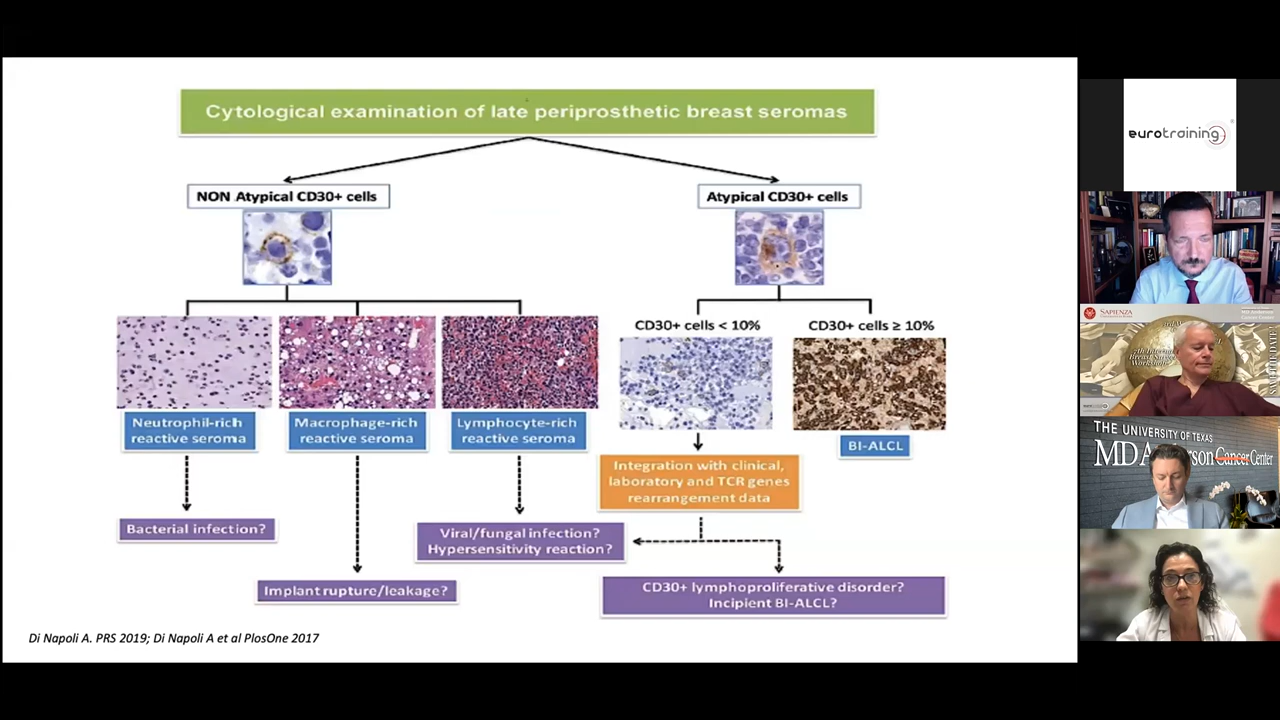 Cytological examination of late periprosthetic breast seromas
NON Atypical CD30+ cells
Atypical CD30+ cells
CD30+ cells < 10%
CD30+ cells ≥ 10%
Neutrophil-rich
reactive seroma
Macrophage-rich
reactive seroma
Lymphocyte-rich
reactive seroma
BI-ALCL
Integration with clinical,
laboratory and TCR genes
rearrangement data
Bacterial infection?
Viral/fungal infection?
Hypersensitivity reaction?
Implant rupture/leakage?
CD30+ lymphoproliferative disorder?
Incipient BI-ALCL?
Di Napoli A. PRS 2019; Di Napoli A et al PlosOne 2017
eurotraining
SAPIENZA
THE UNIVERSITY OF TEXAS
MD
Cancer Center